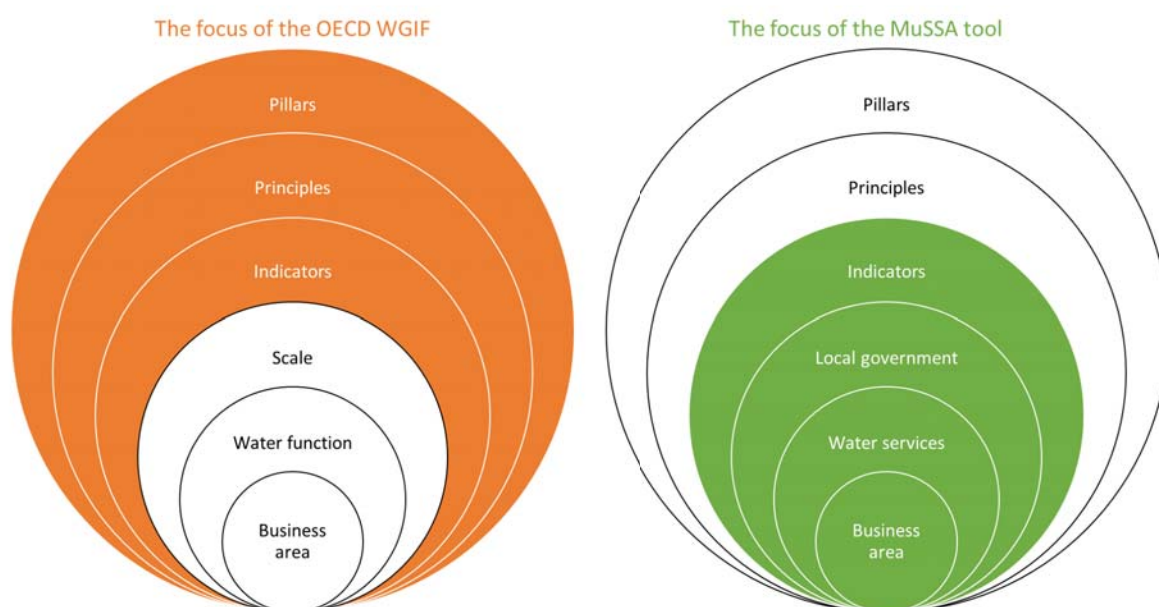 The focus of the OECD WGIF
Pillars
Principles
Indicators
Scale
Water function
Business
area
The focus of the MuSSA tool
Pillars
Principles
Indicators
Local government
Water services
Business
area